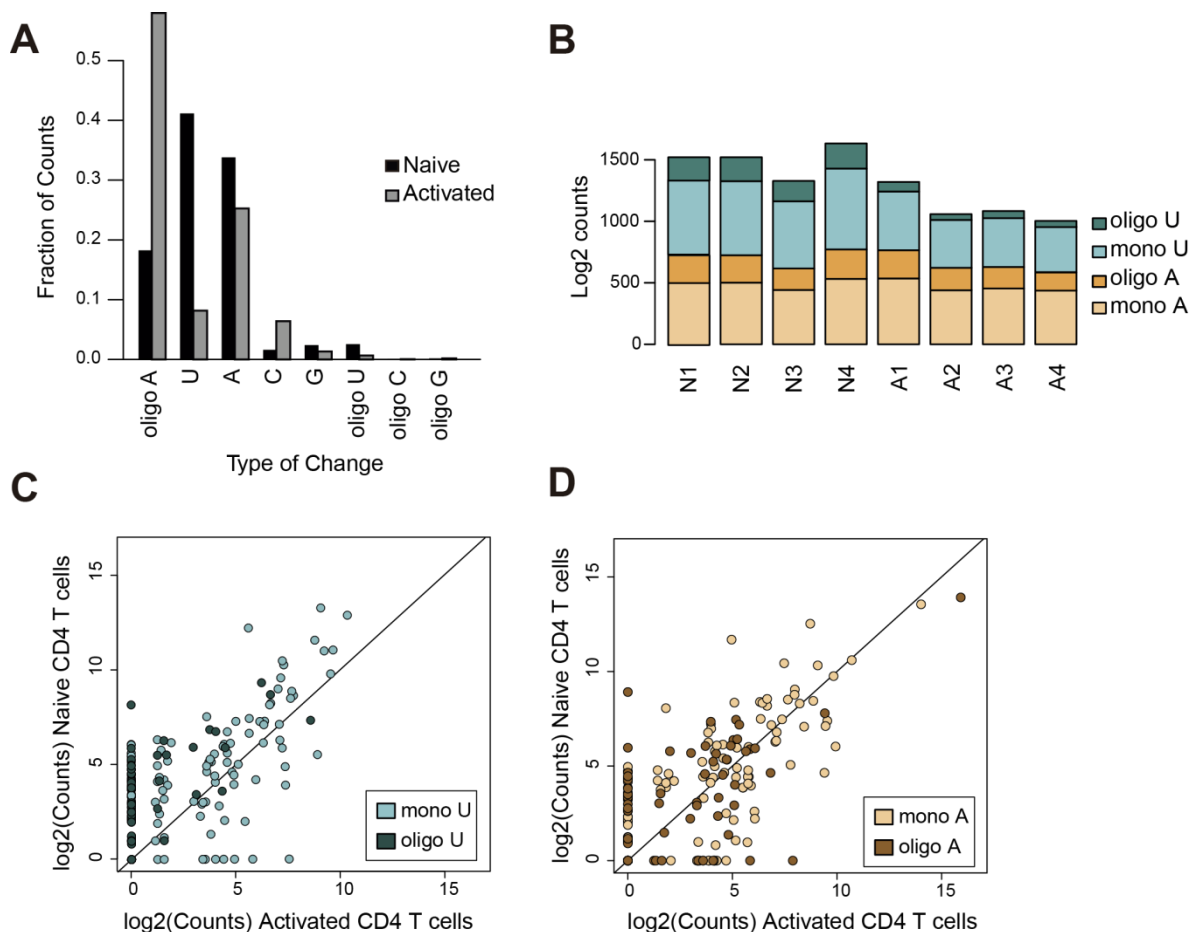 A
Fraction of Counts
0.5
0.4
0.3
0.2
0.1
0.0
Naive
Activated
oligo A
U
A
C
G
oligo U
oligo C
oligo G
Type of Change
B
Log2 counts
1500
1000
500
0
oligo U
mono U
oligo A
mono A
N1
N2
N3
N4
A1
A2
A3
A4
C
log2(Counts) Naive CD4 T cells
15
10
5
0
mono U
oligo U
0
5
10
15
log2(Counts) Activated CD4 T cells
D
log2(Counts) Naive CD4 T cells
15
10
5
0
mono A
oligo A
0
5
10
15
log2(Counts) Activated CD4 T cells